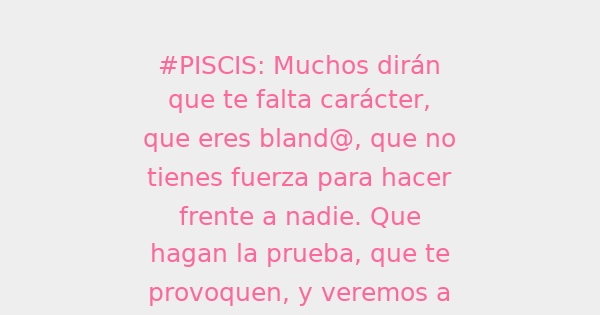 #PISCIS: Muchos dirán
que te falta carácter,
que eres bland@, que no
tienes fuerza para hacer
frente a nadie. Que
hagan la prueba, que te
provoquen, y veremos a